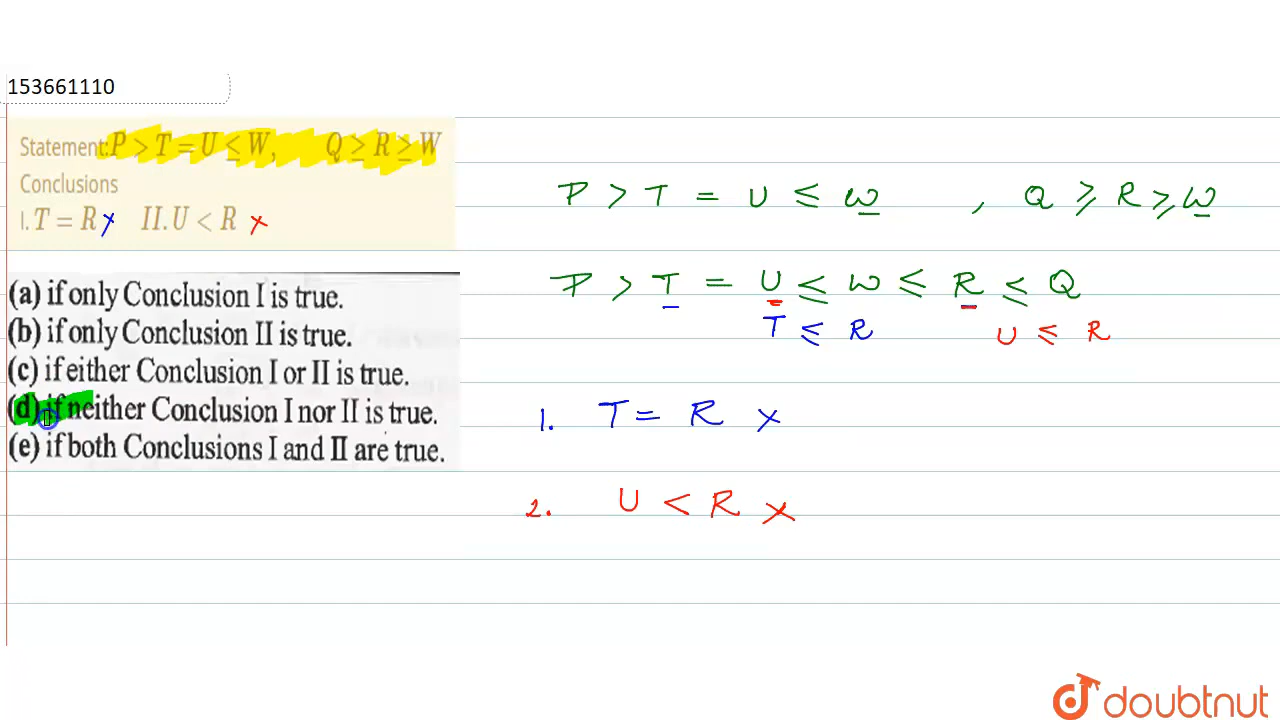 153661110
Statement:P > T = U ≤ W, Q ≥ R ≥ W
Conclusions
I. T = R × II. U < R ×
(a) if only Conclusion I is true.
(b) if only Conclusion II is true.
(c) if either Conclusion I or II is true.
(d) if neither Conclusion I nor II is true.
(e) if both Conclusions I and II are true.
P > T = U ≤ W , Q ≥ R ≥ W
P > T = U ≤ W ≤ R ≤ Q
T ≤ R U ≤ R
1. T = R ×
2. U < R ×
doubtnut